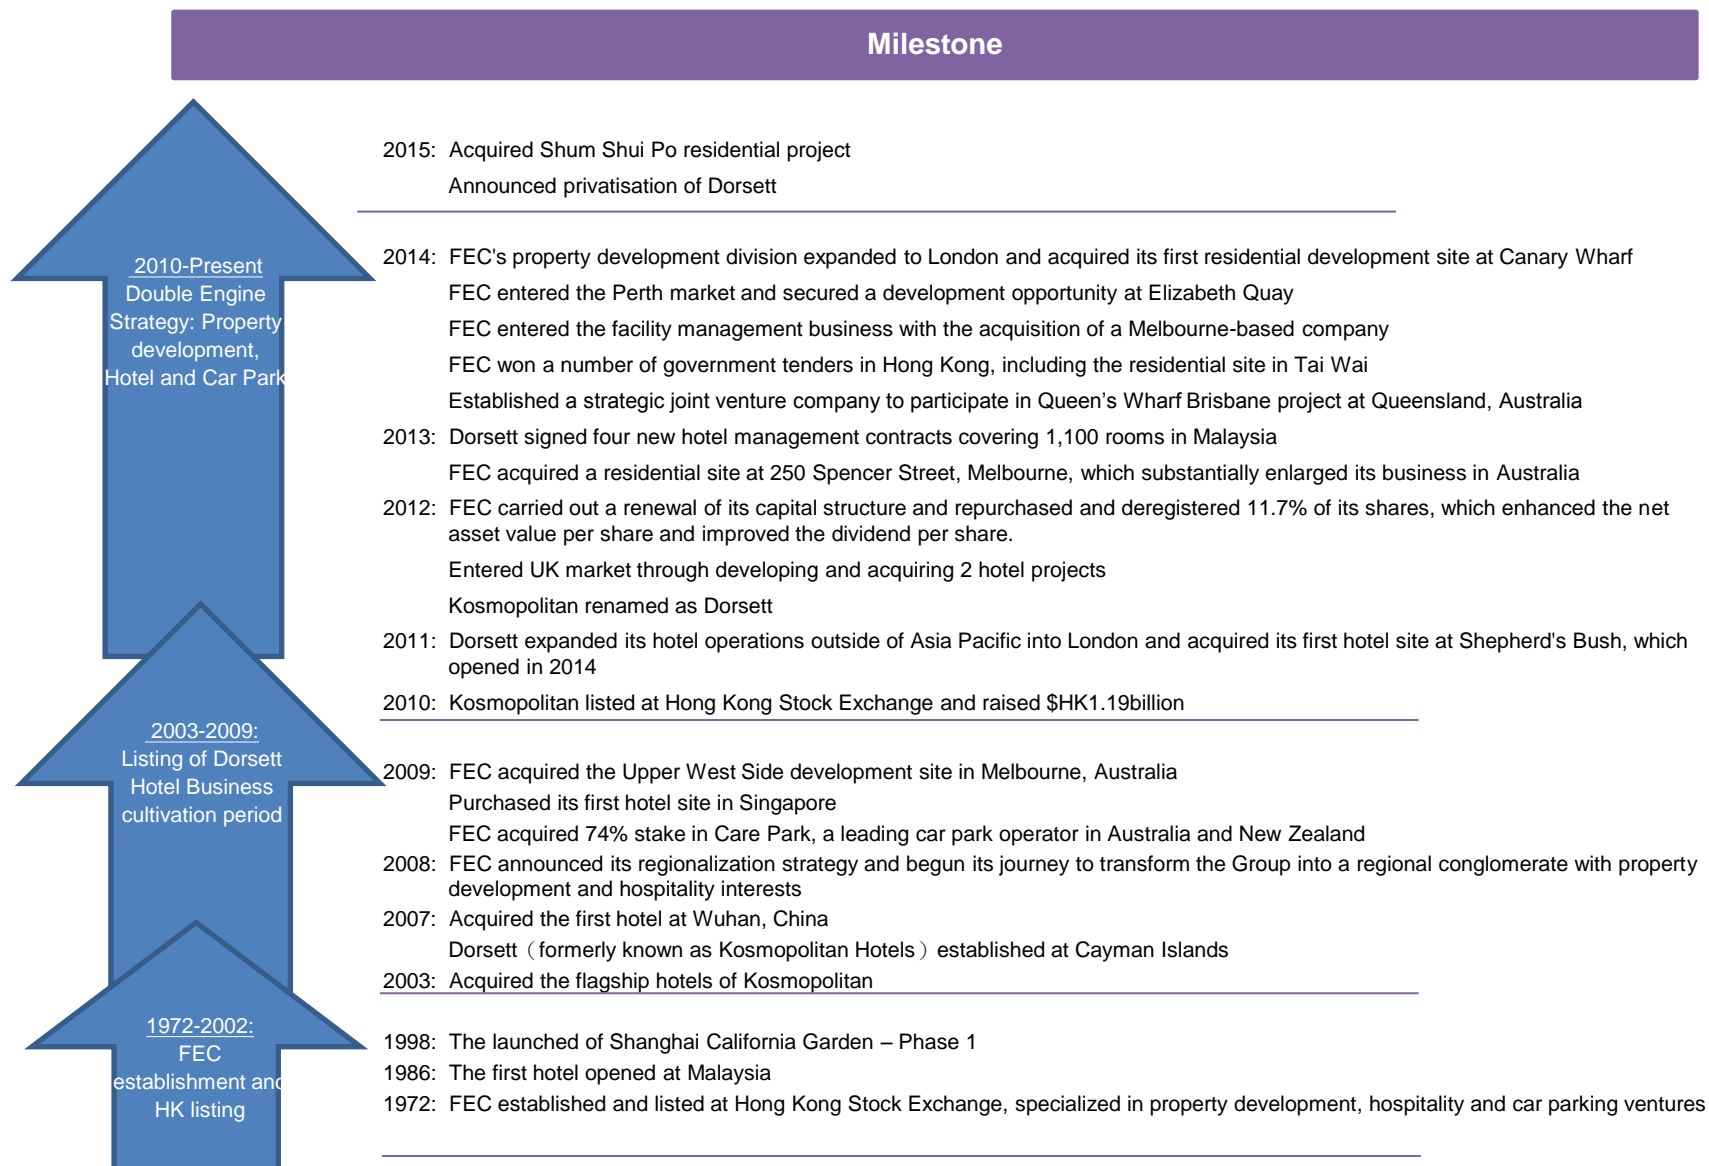 Milestone
2015: Acquired Shum Shui Po residential project
Announced privatisation of Dorsett
2010-Present
Double Engine
Strategy: Property
development,
Hotel and Car Park
2014: FEC's property development division expanded to London and acquired its first residential development site at Canary Wharf
FEC entered the Perth market and secured a development opportunity at Elizabeth Quay
FEC entered the facility management business with the acquisition of a Melbourne-based company
FEC won a number of government tenders in Hong Kong, including the residential site in Tai Wai
Established a strategic joint venture company to participate in Queen’s Wharf Brisbane project at Queensland, Australia
2013: Dorsett signed four new hotel management contracts covering 1,100 rooms in Malaysia
FEC acquired a residential site at 250 Spencer Street, Melbourne, which substantially enlarged its business in Australia
2012: FEC carried out a renewal of its capital structure and repurchased and deregistered 11.7% of its shares, which enhanced the net
asset value per share and improved the dividend per share.
Entered UK market through developing and acquiring 2 hotel projects
Kosmopolitan renamed as Dorsett
2011: Dorsett expanded its hotel operations outside of Asia Pacific into London and acquired its first hotel site at Shepherd's Bush, which
opened in 2014
2010: Kosmopolitan listed at Hong Kong Stock Exchange and raised $HK1.19billion
2003-2009:
Listing of Dorsett
Hotel Business
cultivation period
2009: FEC acquired the Upper West Side development site in Melbourne, Australia
Purchased its first hotel site in Singapore
FEC acquired 74% stake in Care Park, a leading car park operator in Australia and New Zealand
2008: FEC announced its regionalization strategy and begun its journey to transform the Group into a regional conglomerate with property
development and hospitality interests
2007: Acquired the first hotel at Wuhan, China
Dorsett（formerly known as Kosmopolitan Hotels）established at Cayman Islands
2003: Acquired the flagship hotels of Kosmopolitan
1972-2002:
FEC
establishment and
HK listing
1998: The launched of Shanghai California Garden – Phase 1
1986: The first hotel opened at Malaysia
1972: FEC established and listed at Hong Kong Stock Exchange, specialized in property development, hospitality and car parking ventures